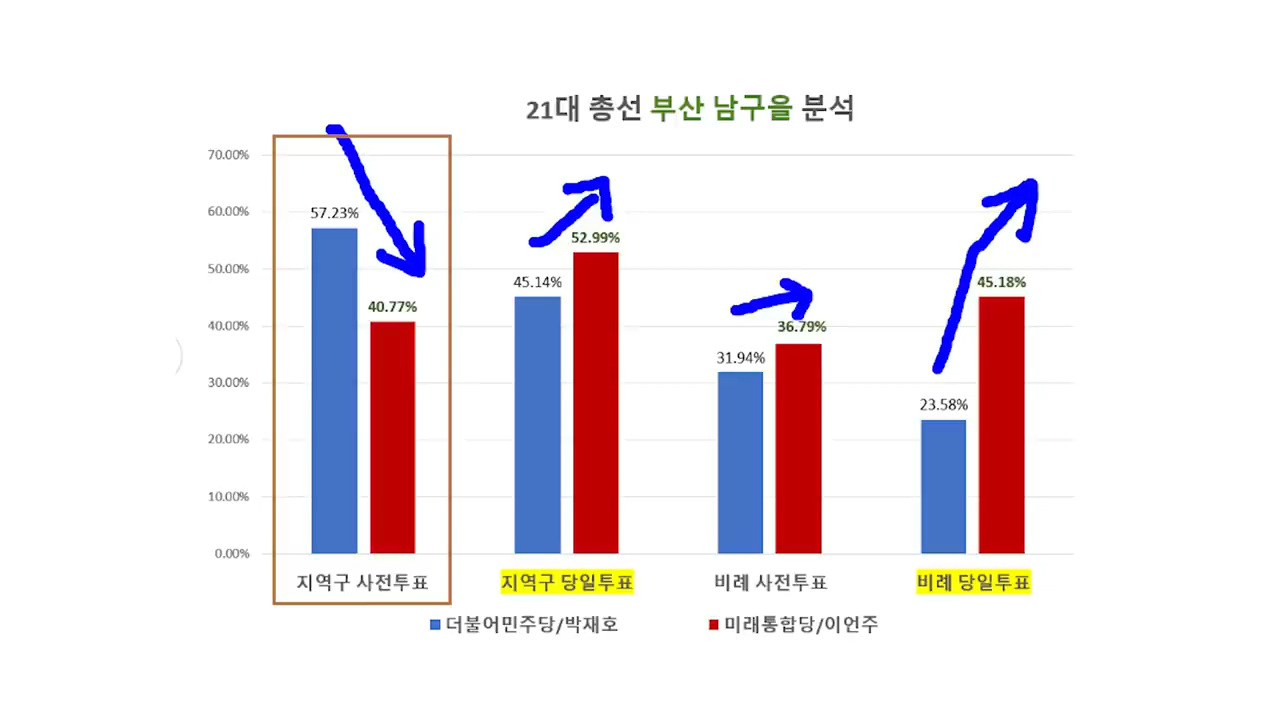 21대 총선 부산 남구을 분석
70.00%
60.00%
50.00%
40.00%
30.00%
20.00%
10.00%
0.00%
57.23%
40.77%
45.14%
52.99%
31.94%
36.79%
23.58%
45.18%
지역구 사전투표
지역구 당일투표
비례 사전투표
비례 당일투표
더불어민주당/박재호
미래통합당/이언주